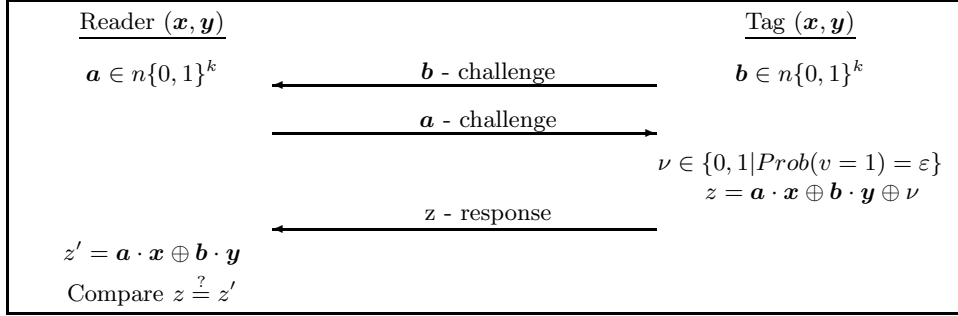 Reader (x, y) Tag (x, y)
a ∈ n{0, 1}^k b - challenge b ∈ n{0, 1}^k
a - challenge
ν ∈ {0, 1|Prob(v = 1) = ε}
z = a · x ⊕ b · y ⊕ ν
z - response
z′ = a · x ⊕ b · y
Compare z ≟ z′